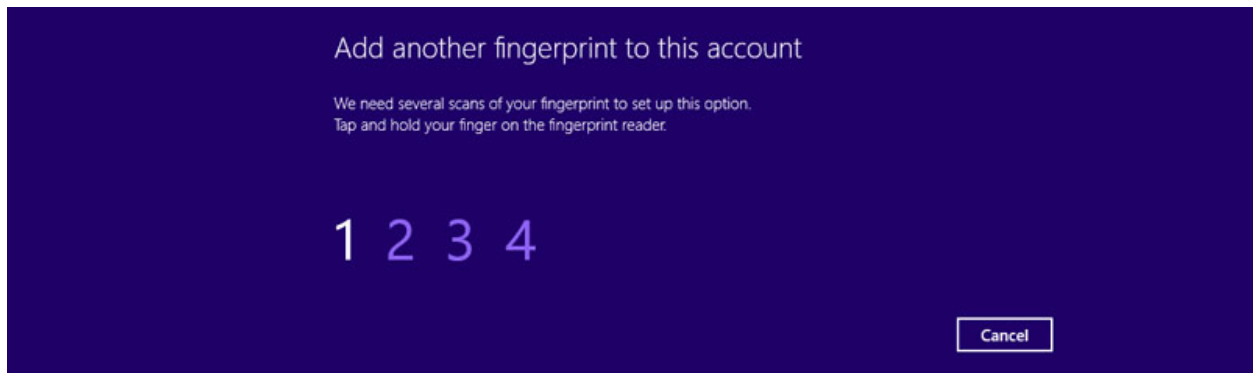 Add another fingerprint to this account
We need several scans of your fingerprint to set up this option.
Tap and hold your finger on the fingerprint reader.
1 2 3 4
Cancel